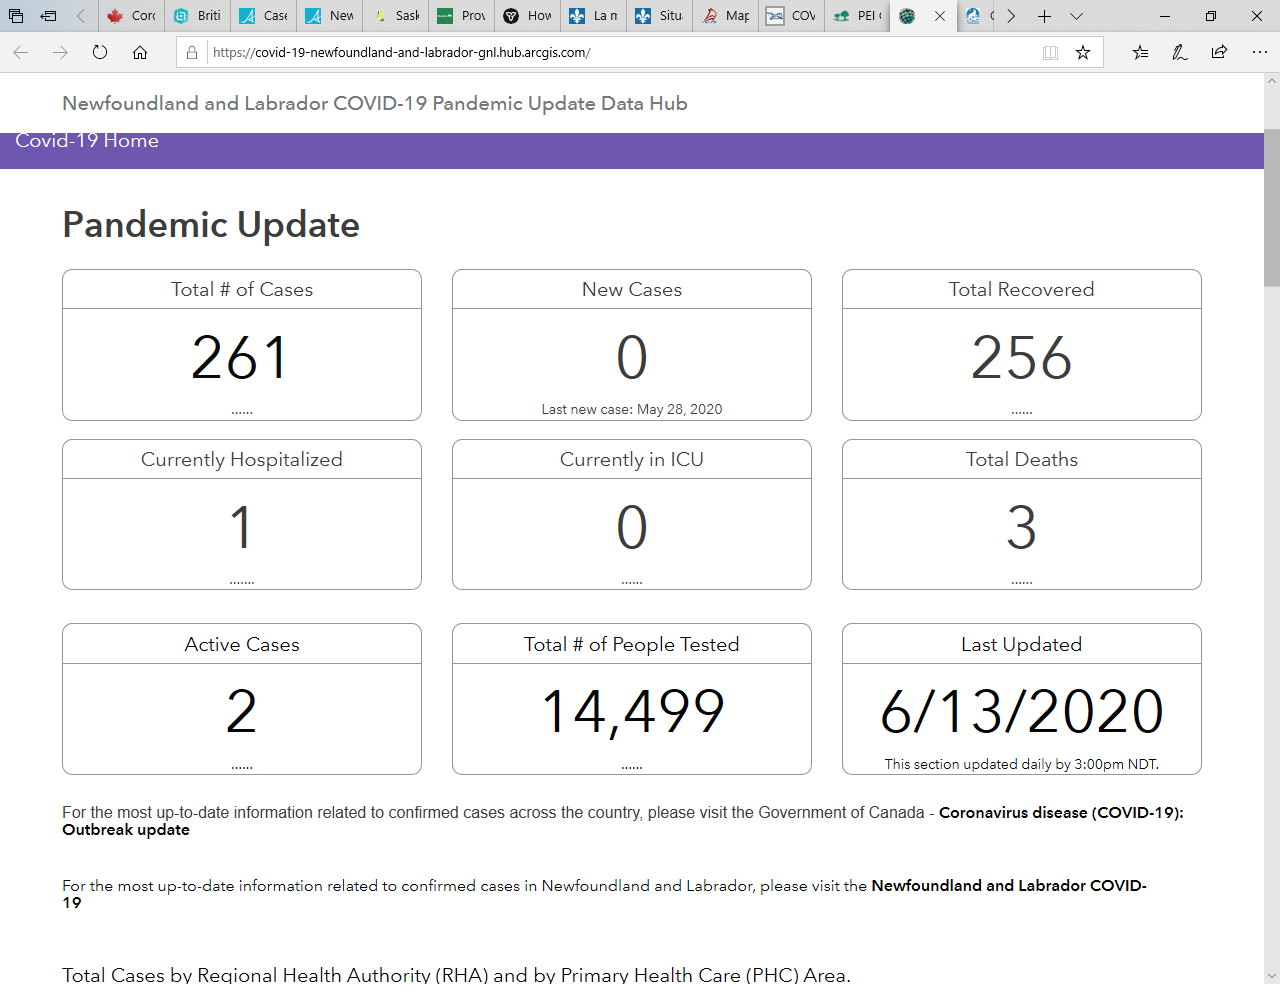 Corc
Briti
Case
New
Sask
Prov
How
La n
Situ
Map
COV
PEI
https://covid-19-newfoundland-and-labrador-gnl.hub.arcgis.com/
Newfoundland and Labrador COVID-19 Pandemic Update Data Hub
Covid-19 Home
Pandemic Update
Total # of Cases
261
......
New Cases
0
Last new case: May 28, 2020
Total Recovered
256
......
Currently Hospitalized
1
.......
Currently in ICU
0
......
Total Deaths
3
......
Active Cases
2
......
Total # of People Tested
14,499
......
Last Updated
6/13/2020
This section updated daily by 3:00pm NDT.
For the most up-to-date information related to confirmed cases across the country, please visit the Government of Canada - Coronavirus disease (COVID-19):
Outbreak update
For the most up-to-date information related to confirmed cases in Newfoundland and Labrador, please visit the Newfoundland and Labrador COVID-
19
Total Cases by Regional Health Authority (RHA) and by Primary Health Care (PHC) Area.